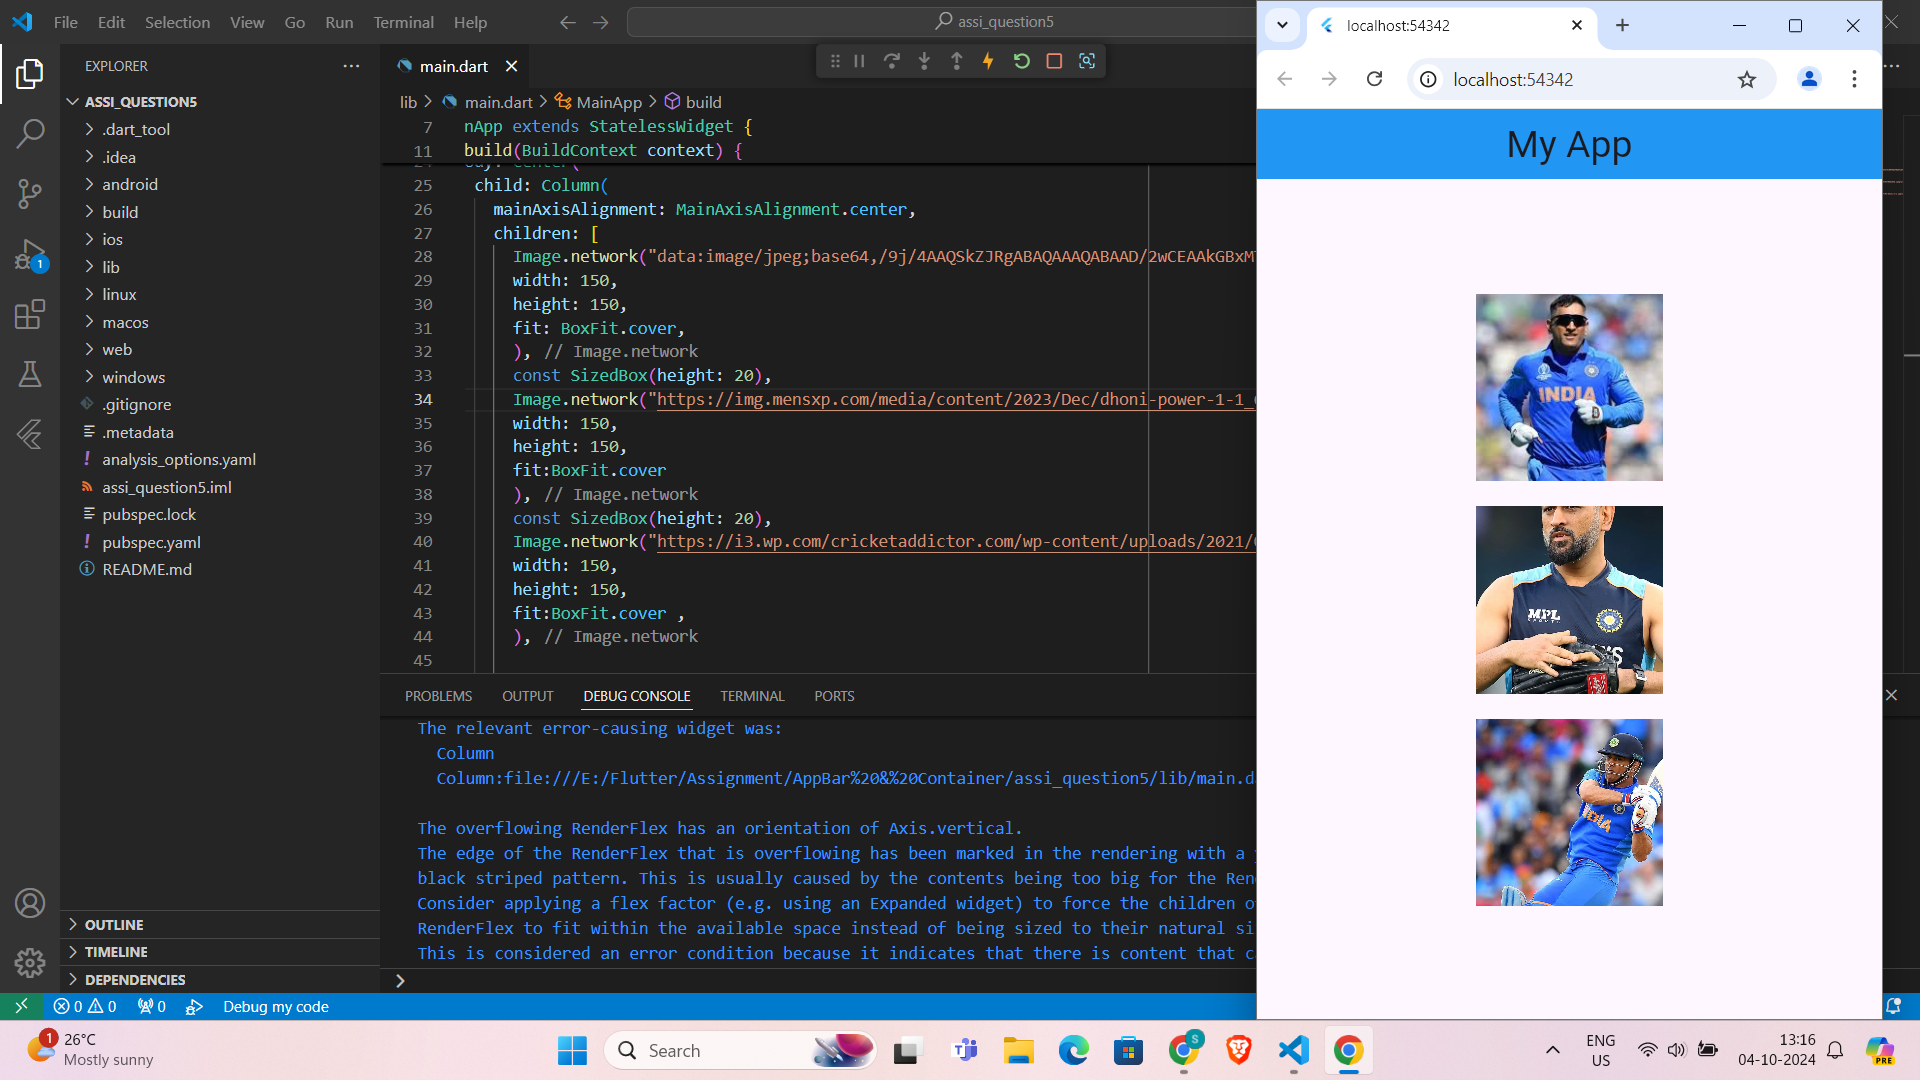 File Edit Selection View Go Run Terminal Help
assi_question5
EXPLORER
ASSI_QUESTION5
.dart_tool
.idea
android
build
ios
lib
linux
macos
web
windows
.gitignore
.metadata
analysis_options.yaml
assi_question5.iml
pubspec.lock
pubspec.yaml
README.md
OUTLINE
TIMELINE
DEPENDENCIES
main.dart
lib > main.dart > MainApp > build
7 nApp extends StatelessWidget {
11 build(BuildContext context) {
25 child: Column(
26 mainAxisAlignment: MainAxisAlignment.center,
27 children: [
28 Image.network("data:image/jpeg;base64,/9j/4AAQSkZJRgABAQAAAQABAAD/2wCEAAkGBxM
29 width: 150,
30 height: 150,
31 fit: BoxFit.cover,
32 ), // Image.network
33 const SizedBox(height: 20),
34 Image.network("https://img.mensxp.com/media/content/2023/Dec/dhoni-power-1-1_
35 width: 150,
36 height: 150,
37 fit:BoxFit.cover
38 ), // Image.network
39 const SizedBox(height: 20),
40 Image.network("https://i3.wp.com/cricketaddictor.com/wp-content/uploads/2021/
41 width: 150,
42 height: 150,
43 fit:BoxFit.cover ,
44 ), // Image.network
45
PROBLEMS OUTPUT DEBUG CONSOLE TERMINAL PORTS
The relevant error-causing widget was:
Column
Column:file:///E:/Flutter/Assignment/AppBar%20&%20Container/assi_question5/lib/main.d
The overflowing RenderFlex has an orientation of Axis.vertical.
The edge of the RenderFlex that is overflowing has been marked in the rendering with a
black striped pattern. This is usually caused by the contents being too big for the Ren
Consider applying a flex factor (e.g. using an Expanded widget) to force the children o
RenderFlex to fit within the available space instead of being sized to their natural si
This is considered an error condition because it indicates that there is content that c
1
0 0 0 Debug my code
localhost:54342
localhost:54342
My App
INDIA
MPL
INDIA
1 26°C
Mostly sunny
Search
S
ENG
US
13:16
04-10-2024
PRE